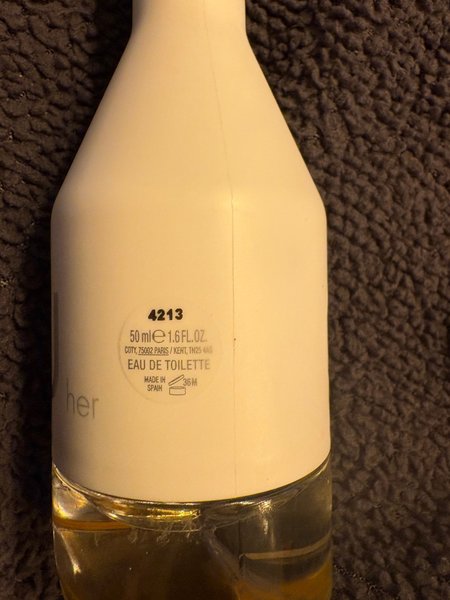 4213
50 ml e 1.6 FL.OZ.
COTY, 75002 PARIS / KENT, TN25 4AQ
EAU DE TOILETTE
MADE IN
SPAIN
36M
her